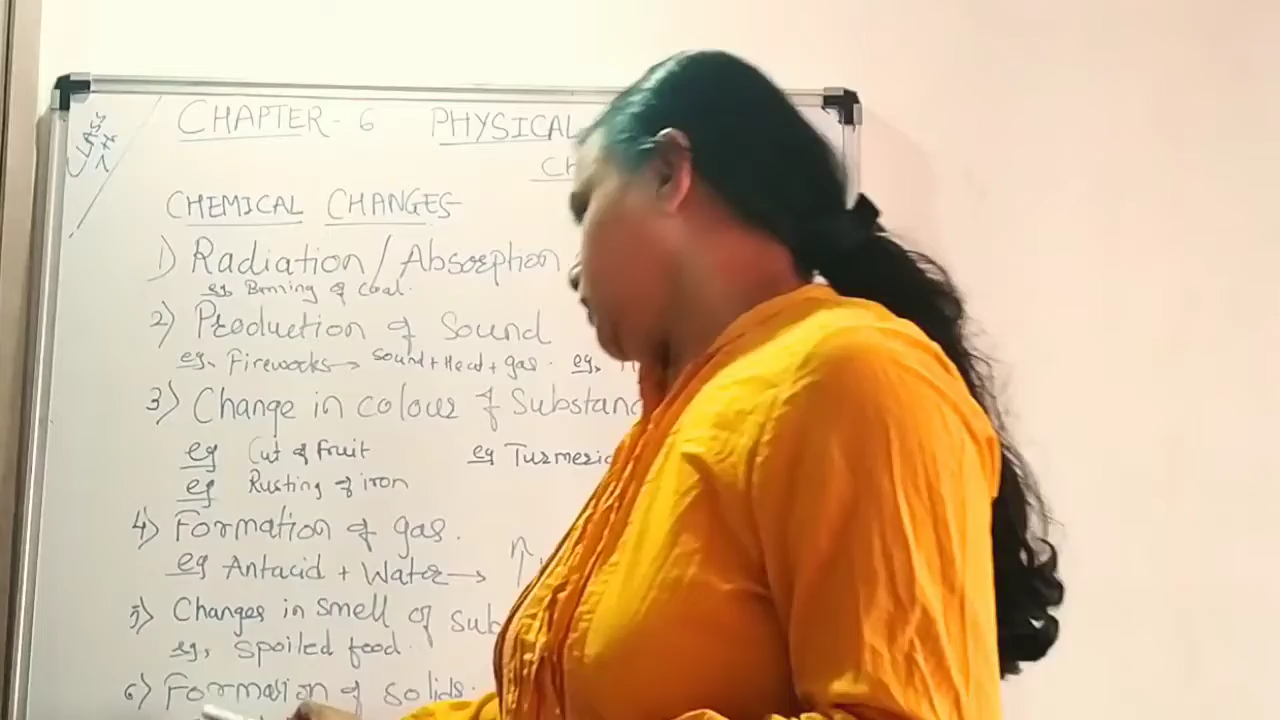 CLASS
7th
CHAPTER - 6 PHYSICAL
CHEMICAL CHANGES
1) Radiation / Absorption
eg, Burning of coal.
2) Production of Sound
eg, Fireworks → Sound + Heat + gas. eg,
3) Change in colour of Substanc
eg Cut of fruit eg Turmeric
eg Rusting of iron
4) Formation of gas.
eg Antacid + Water → ↑
5) Changes in smell of sub
eg, spoiled food.
6) Formation of solids.